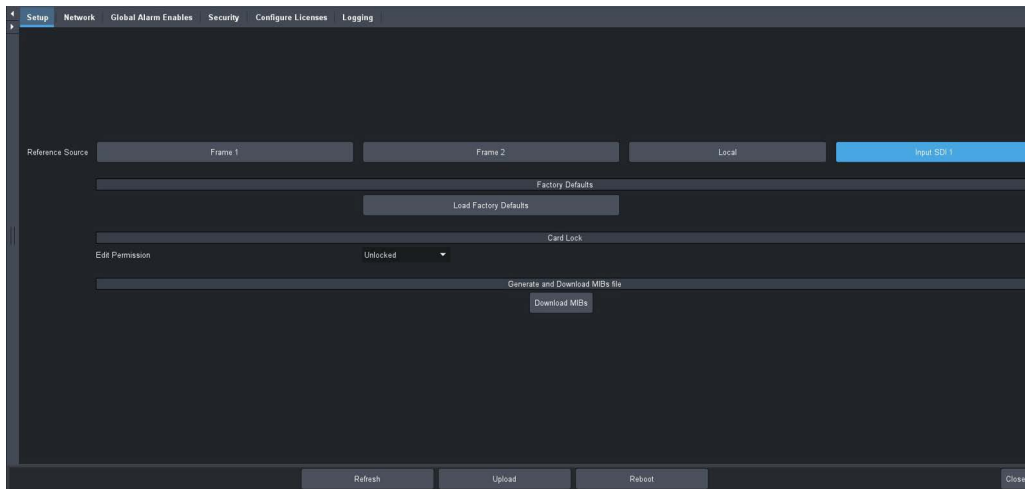 Setup Network Global Alarm Enables Security Configure Licenses Logging
Reference Source Frame 1 Frame 2 Local Input SDI 1
Factory Defaults
Load Factory Defaults
Card Lock
Edit Permission Unlocked
Generate and Download MIBs file
Download MIBs
Refresh Upload Reboot Close